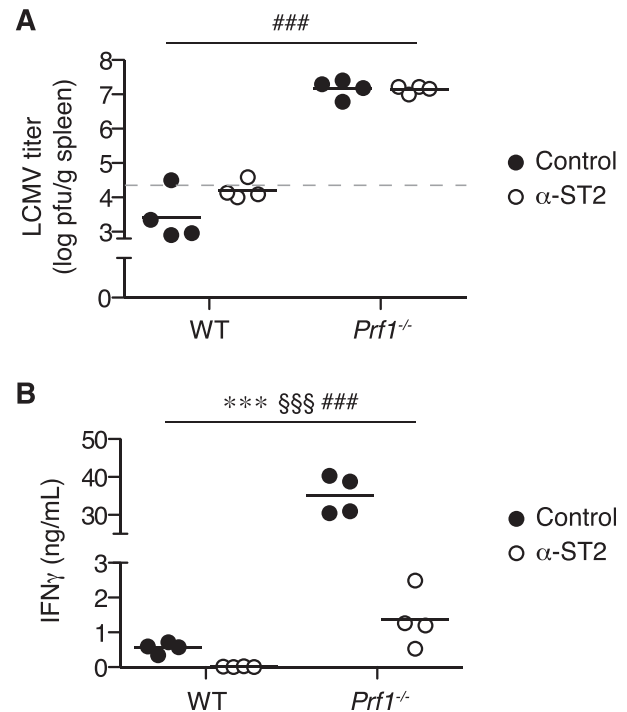 A
###
LCMV titer
(log pfu/g spleen)
8
7
6
5
4
3
0
WT
Prf1-/-
Control
α-ST2
B
*** §§§ ###
IFNγ (ng/mL)
50
40
30
3
2
1
0
WT
Prf1-/-
Control
α-ST2